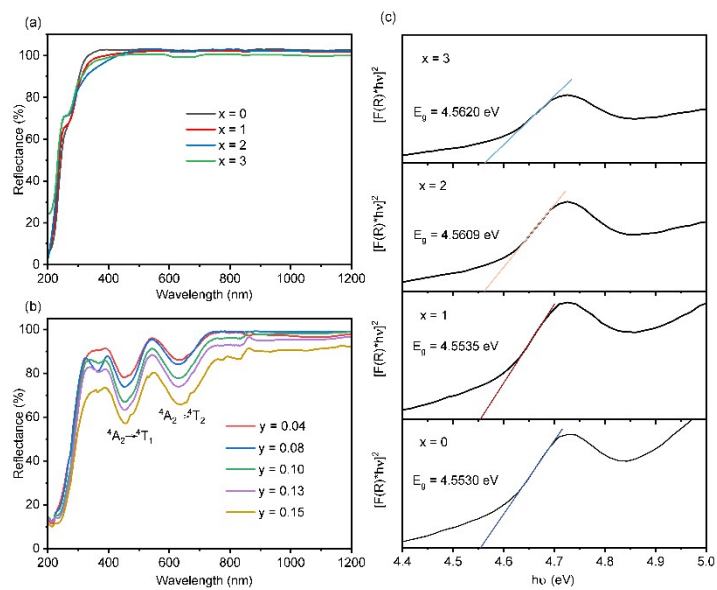 (a)
100
80
60
40
20
0
Reflectance (%)
x = 0
x = 1
x = 2
x = 3
200 400 600 800 1000 1200
Wavelength (nm)
(b)
100
80
60
40
20
0
Reflectance (%)
⁴A₂→⁴T₁
⁴A₂→⁴T₂
y = 0.04
y = 0.08
y = 0.10
y = 0.13
y = 0.15
200 400 600 800 1000 1200
Wavelength (nm)
(c)
[F(R)*hν]²
x = 3
E_g = 4.5620 eV
[F(R)*hν]²
x = 2
E_g = 4.5609 eV
[F(R)*hν]²
x = 1
E_g = 4.5535 eV
[F(R)*hν]²
x = 0
E_g = 4.5530 eV
4.4 4.5 4.6 4.7 4.8 4.9 5.0
hυ (eV)